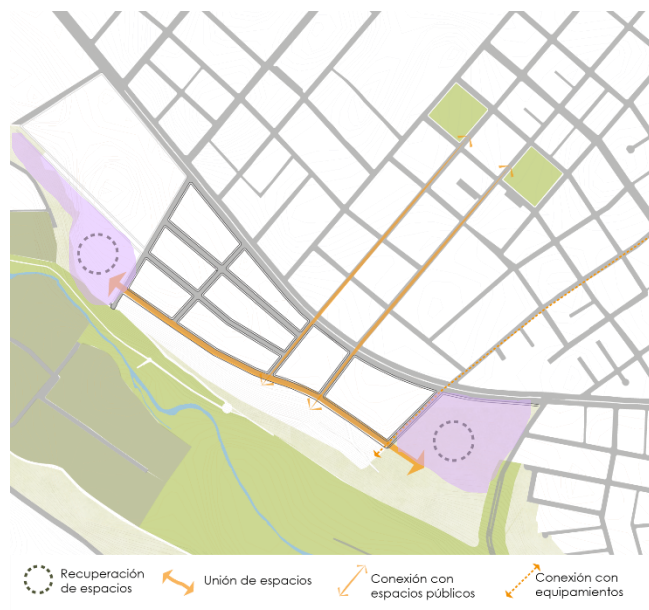 Recuperación
de espacios
Unión de espacios
Conexión con
espacios públicos
Conexión con
equipamientos